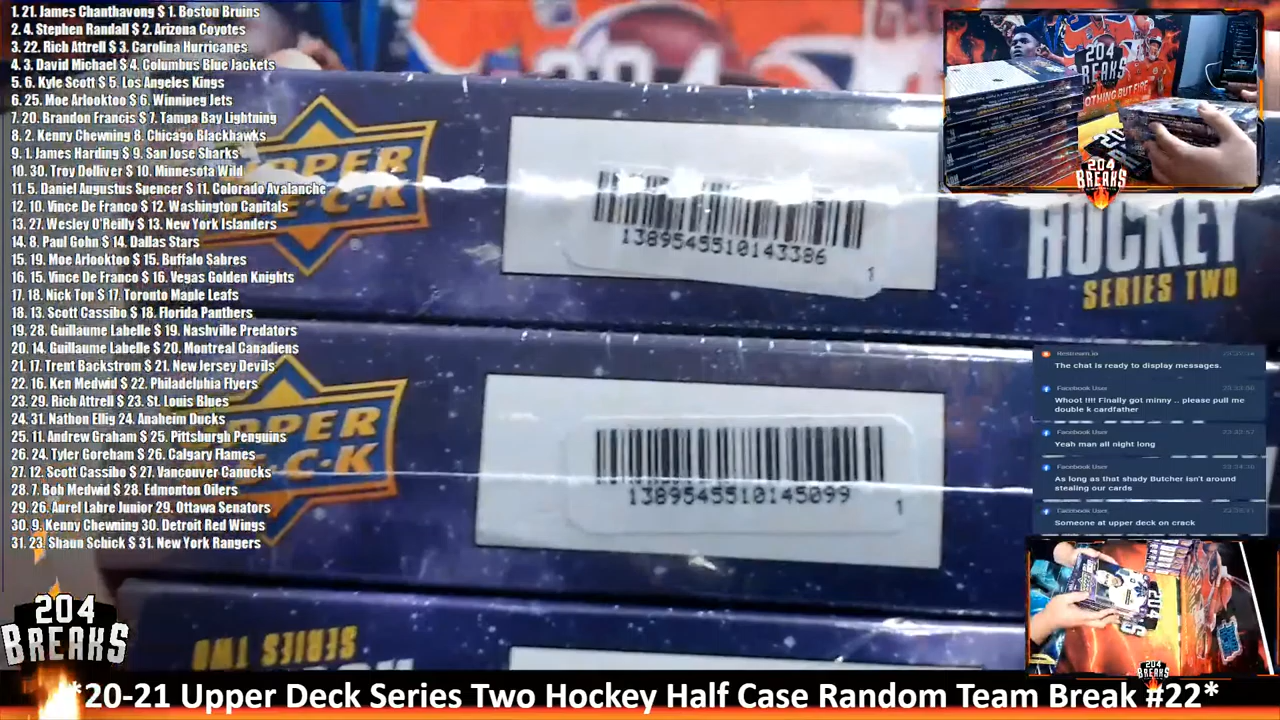 1. 21. James Chanthavong $ 1. Boston Bruins
2. 4. Stephen Randall $ 2. Arizona Coyotes
3. 22. Rich Attrell $ 3. Carolina Hurricanes
4. 3. David Michael $ 4. Columbus Blue Jackets
5. 6. Kyle Scott $ 5. Los Angeles Kings
6. 25. Moe Arlooktoo $ 6. Winnipeg Jets
7. 20. Brandon Francis $ 7. Tampa Bay Lightning
8. 2. Kenny Chewning 8. Chicago Blackhawks
9. 1. James Harding $ 9. San Jose Sharks
10. 30. Troy Dolliver $ 10. Minnesota Wild
11. 5. Daniel Augustus Spencer $ 11. Colorado Avalanche
12. 10. Vince De Franco $ 12. Washington Capitals
13. 27. Wesley O'Reilly $ 13. New York Islanders
14. 8. Paul Gohn $ 14. Dallas Stars
15. 19. Moe Arlooktoo $ 15. Buffalo Sabres
16. 15. Vince De Franco $ 16. Vegas Golden Knights
17. 18. Nick Top $ 17. Toronto Maple Leafs
18. 13. Scott Cassibo $ 18. Florida Panthers
19. 28. Guillaume Labelle $ 19. Nashville Predators
20. 14. Guillaume Labelle $ 20. Montreal Canadiens
21. 17. Trent Backstrom $ 21. New Jersey Devils
22. 16. Ken Medwid $ 22. Philadelphia Flyers
23. 29. Rich Attrell $ 23. St. Louis Blues
24. 31. Nathon Ellig 24. Anaheim Ducks
25. 11. Andrew Graham $ 25. Pittsburgh Penguins
26. 24. Tyler Goreham $ 26. Calgary Flames
27. 12. Scott Cassibo $ 27. Vancouver Canucks
28. 7. Bob Medwid $ 28. Edmonton Oilers
29. 26. Aurel Labre Junior 29. Ottawa Senators
30. 9. Kenny Chewning 30. Detroit Red Wings
31. 23. Shaun Schick $ 31. New York Rangers
1389545510143386
1
HOCKEY
SERIES TWO
1389545510145099
1
SERIES TWO
204
BREAKS
NOTHING BUT FIRE
204
BREAKS
Restream.io
The chat is ready to display messages.
Facebook User
Whoot !!!! Finally got minny .. please pull me
double k cardfather
Facebook User
Yeah man all night long
Facebook User
As long as that shady Butcher isn't around
stealing our cards
Facebook User
Someone at upper deck on crack
204
BREAKS
204
BREAKS
*20-21 Upper Deck Series Two Hockey Half Case Random Team Break #22*